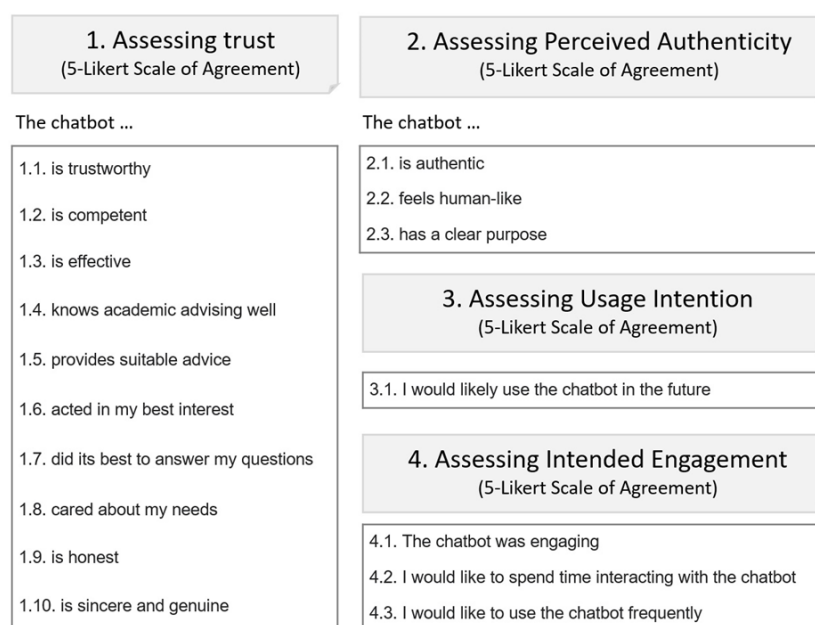 1. Assessing trust
(5-Likert Scale of Agreement)
The chatbot ...
1.1. is trustworthy
1.2. is competent
1.3. is effective
1.4. knows academic advising well
1.5. provides suitable advice
1.6. acted in my best interest
1.7. did its best to answer my questions
1.8. cared about my needs
1.9. is honest
1.10. is sincere and genuine
2. Assessing Perceived Authenticity
(5-Likert Scale of Agreement)
The chatbot ...
2.1. is authentic
2.2. feels human-like
2.3. has a clear purpose
3. Assessing Usage Intention
(5-Likert Scale of Agreement)
3.1. I would likely use the chatbot in the future
4. Assessing Intended Engagement
(5-Likert Scale of Agreement)
4.1. The chatbot was engaging
4.2. I would like to spend time interacting with the chatbot
4.3. I would like to use the chatbot frequently